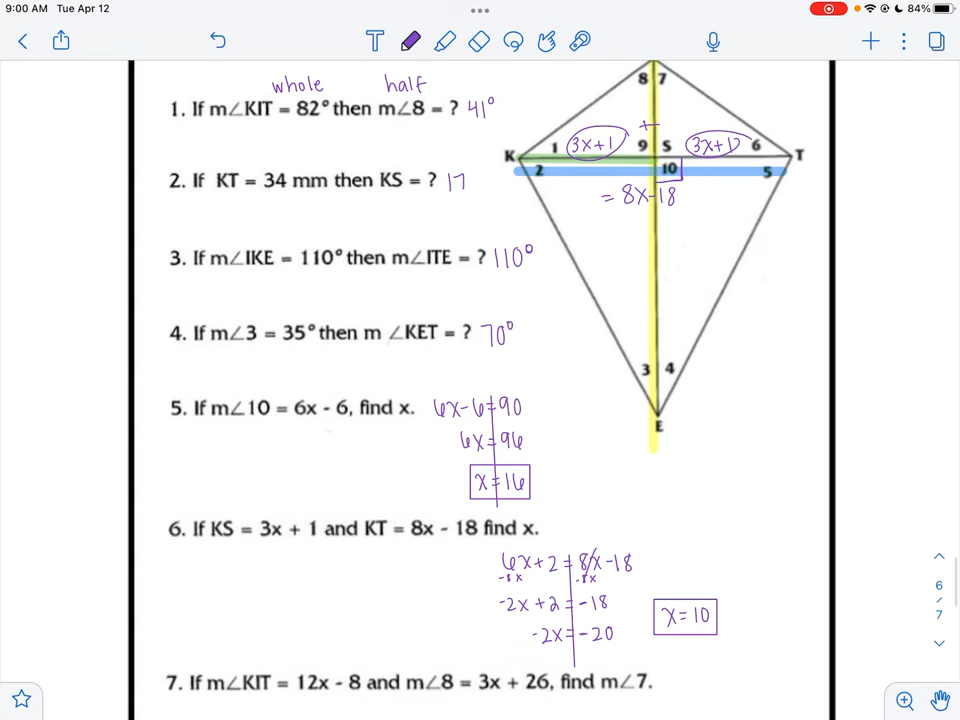 9:00 AM Tue Apr 12
84%
whole half
1. If m∠KIT = 82° then m∠8 = ? 41°
2. If KT = 34 mm then KS = ? 17
3. If m∠IKE = 110° then m∠ITE = ? 110°
4. If m∠3 = 35° then m ∠KET = ? 70°
5. If m∠10 = 6x - 6, find x. 6x-6=90
6x=96
x=16
6. If KS = 3x + 1 and KT = 8x - 18 find x.
6x+2=8x-18
-8x -8x
-2x+2=-18
-2x=-20
x=10
7. If m∠KIT = 12x - 8 and m∠8 = 3x + 26, find m∠7.
8 7
+
K 1 3x+1 9 S 3x+1 6 T
2 10 5
= 8x-18
3 4
E
6
/
7